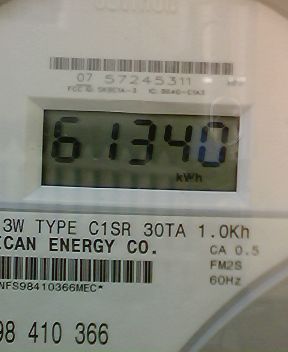 07 57245311
61340
kWh
3W TYPE C1SR 30TA 1.0Kh
ICAN ENERGY CO.
CA 0.5
FM2S
NFS98410366MEC*
60Hz
98 410 366